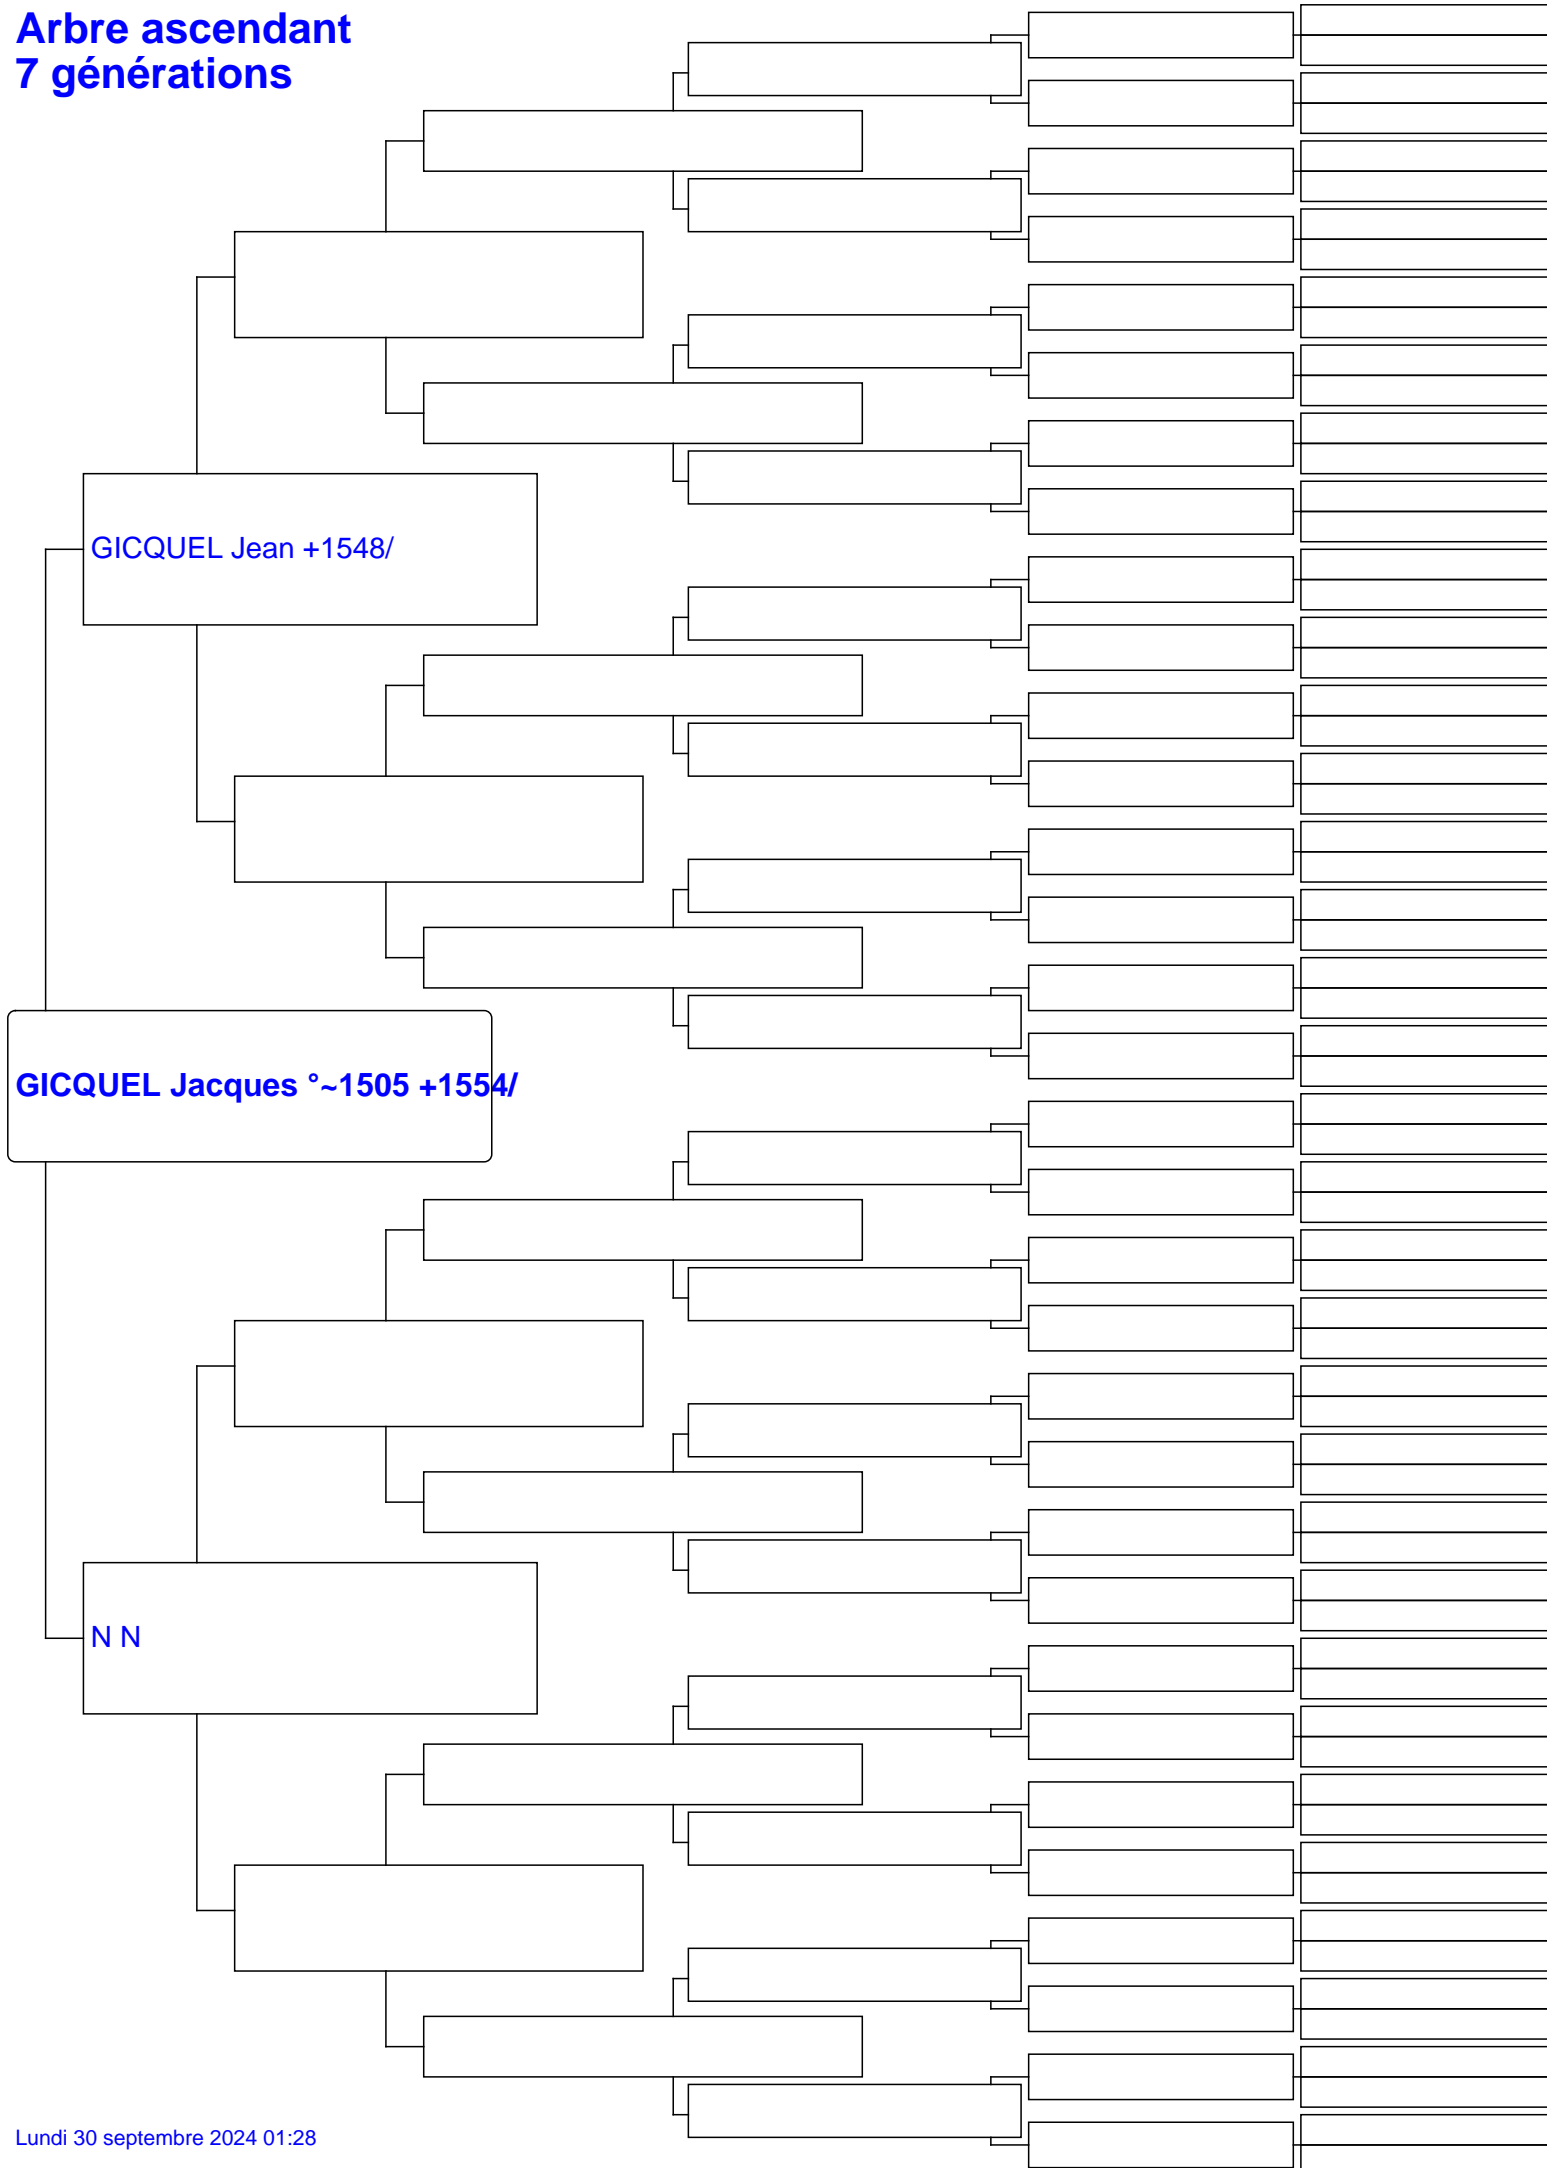 Arbre ascendant
7 générations
GICQUEL Jean +1548/
GICQUEL Jacques °~1505 +1554/
N N
Lundi 30 septembre 2024 01:28